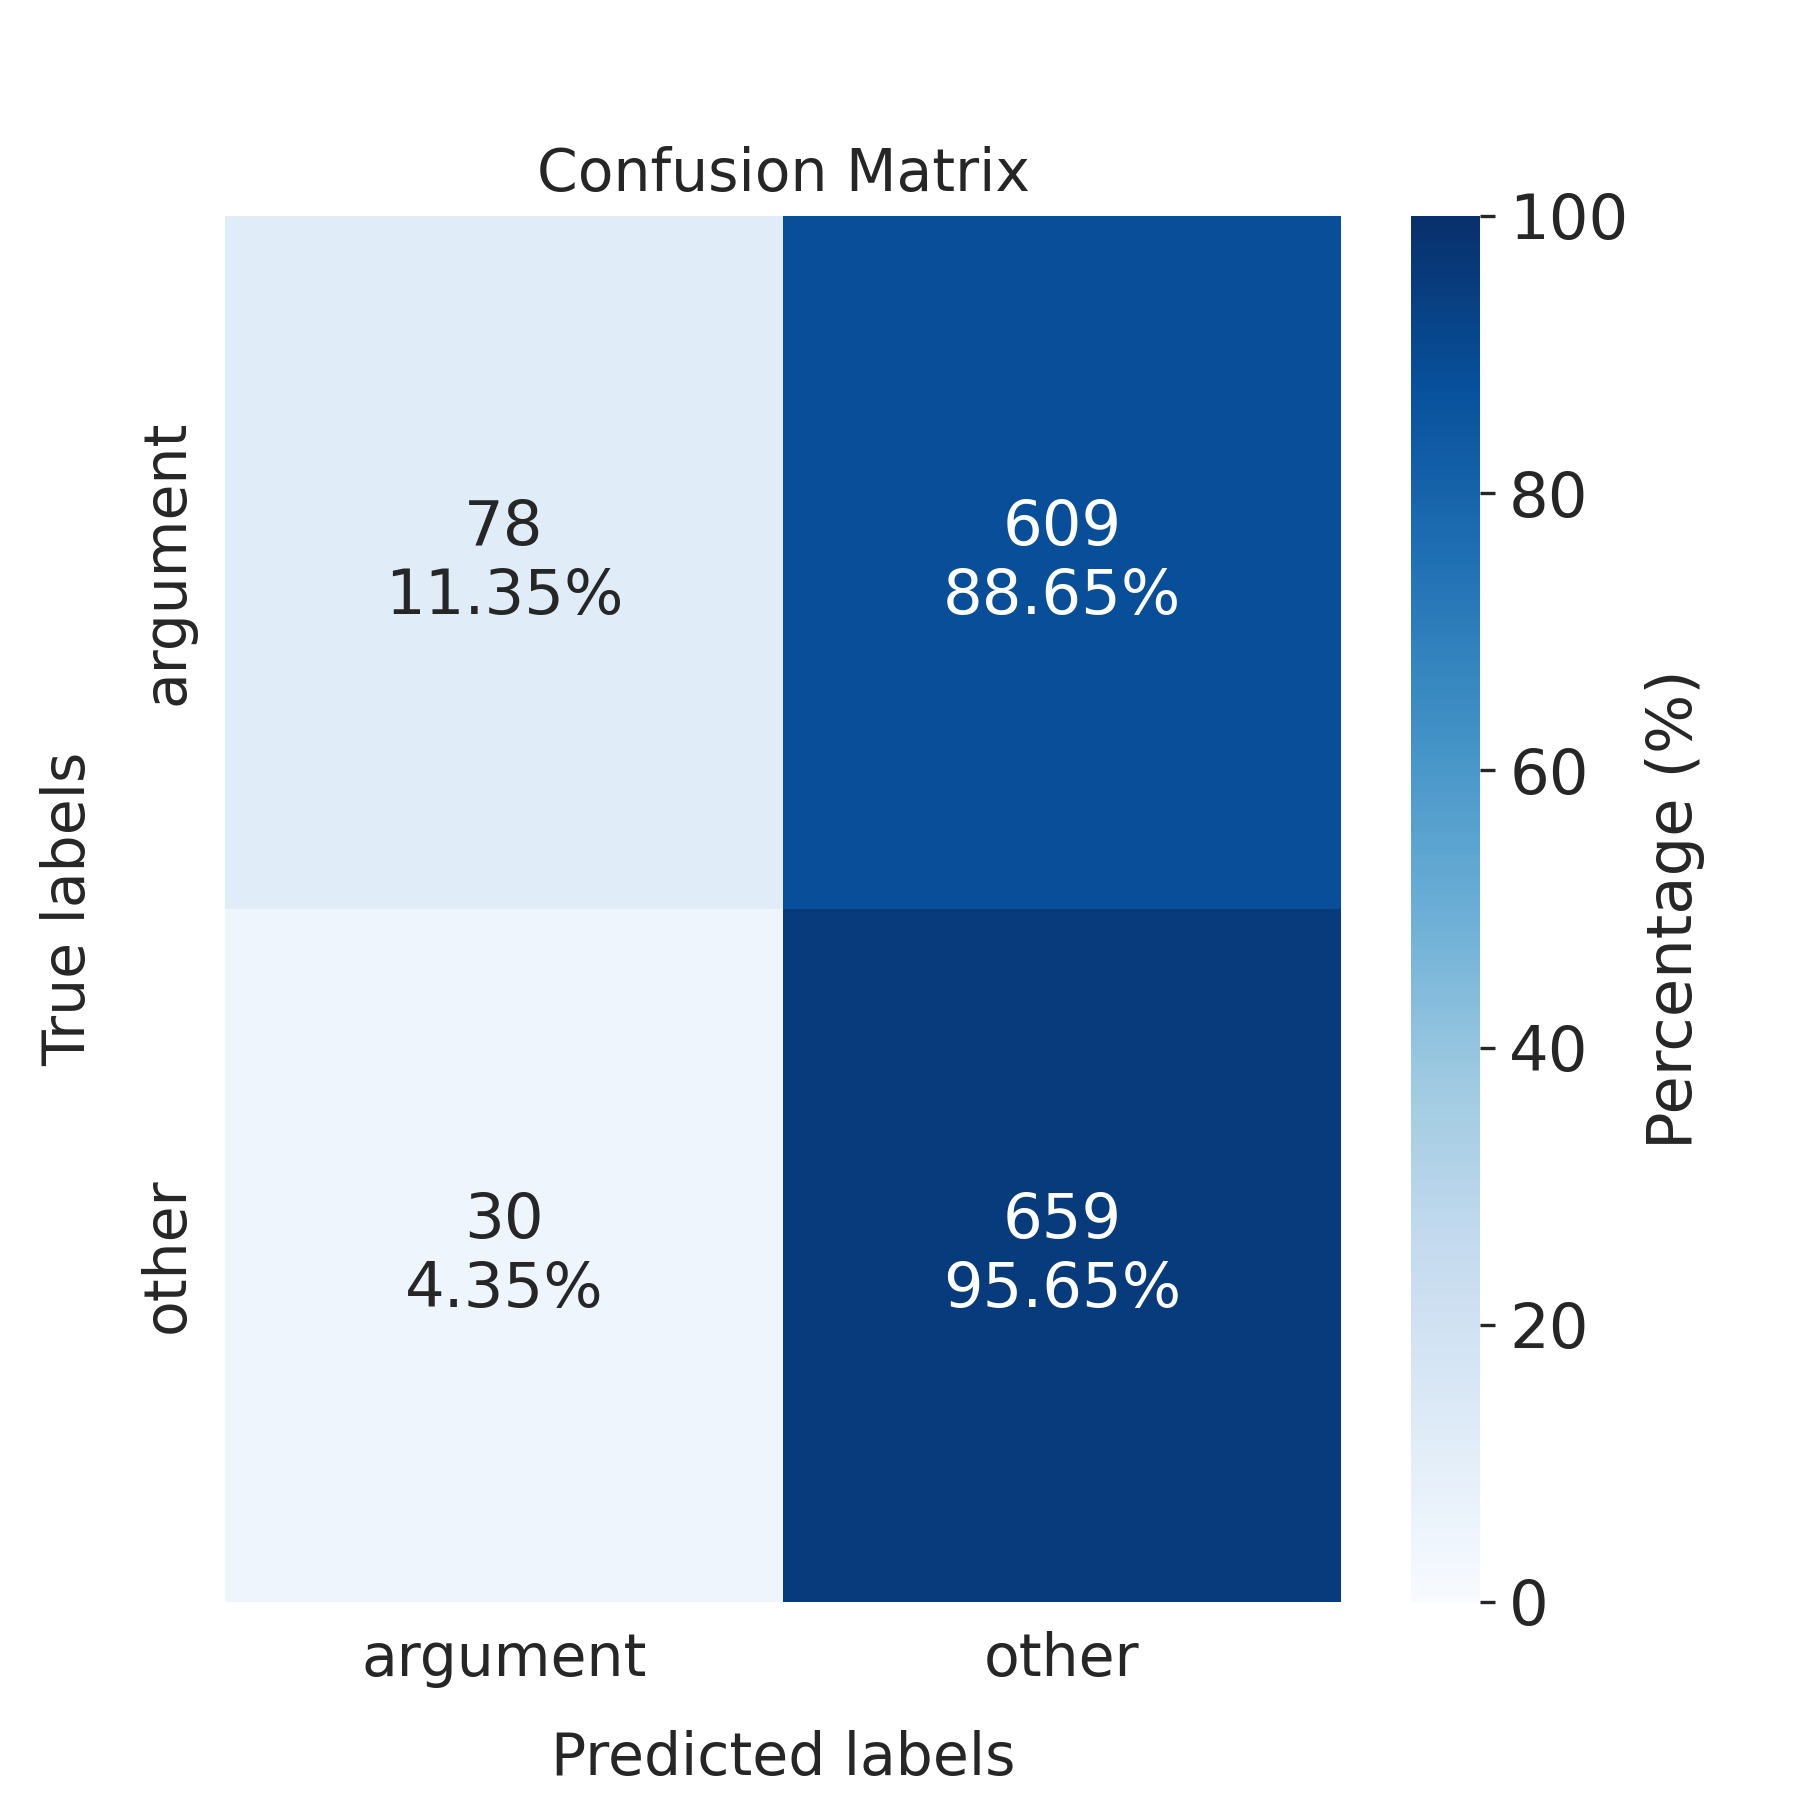 Confusion Matrix
True labels
argument
other
78
11.35%
609
88.65%
30
4.35%
659
95.65%
argument
other
Predicted labels
100
80
60
40
20
0
Percentage (%)